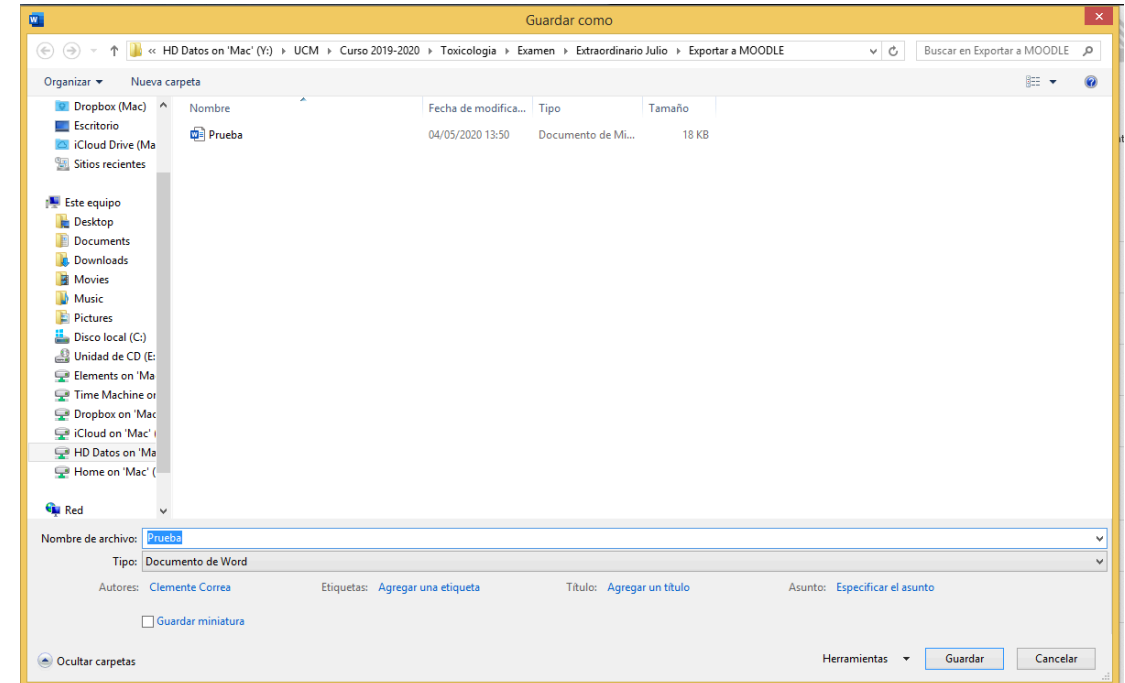 Guardar como
« HD Datos on 'Mac' (Y:) UCM Curso 2019-2020 Toxicologia Examen Extraordinario Julio Exportar a MOODLE
Buscar en Exportar a MOODLE
Organizar Nueva carpeta
Dropbox (Mac)
Escritorio
iCloud Drive (Ma
Sitios recientes
Este equipo
Desktop
Documents
Downloads
Movies
Music
Pictures
Disco local (C:)
Unidad de CD (E:
Elements on 'Ma
Time Machine or
Dropbox on 'Mac
iCloud on 'Mac' (
HD Datos on 'Ma
Home on 'Mac' (
Red
Nombre Fecha de modifica... Tipo Tamaño
Prueba 04/05/2020 13:50 Documento de Mi... 18 KB
Nombre de archivo: Prueba
Tipo: Documento de Word
Autores: Clemente Correa Etiquetas: Agregar una etiqueta Título: Agregar un título Asunto: Especificar el asunto
Guardar miniatura
Ocultar carpetas Herramientas Guardar Cancelar